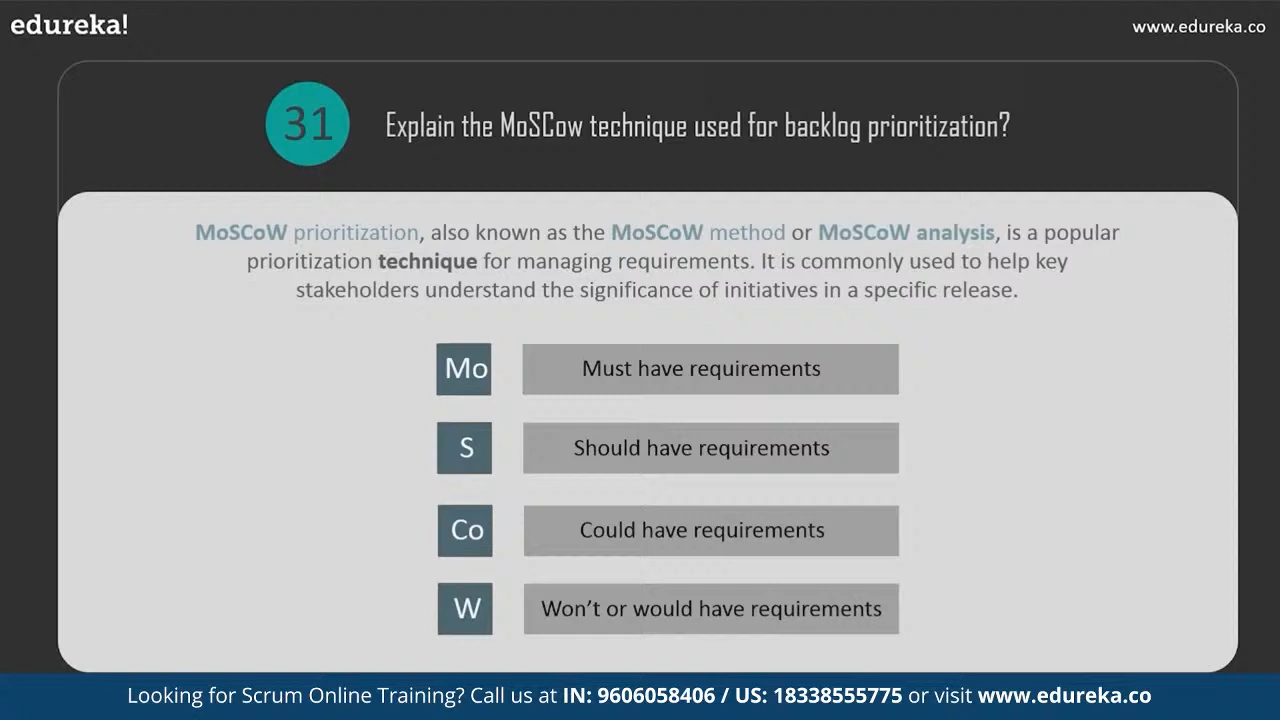 edureka!
www.edureka.co
31
Explain the MoSCow technique used for backlog prioritization?
MoSCoW prioritization, also known as the MoSCoW method or MoSCoW analysis, is a popular
prioritization technique for managing requirements. It is commonly used to help key
stakeholders understand the significance of initiatives in a specific release.
Mo Must have requirements
S Should have requirements
Co Could have requirements
W Won’t or would have requirements
Looking for Scrum Online Training? Call us at IN: 9606058406 / US: 18338555775 or visit www.edureka.co